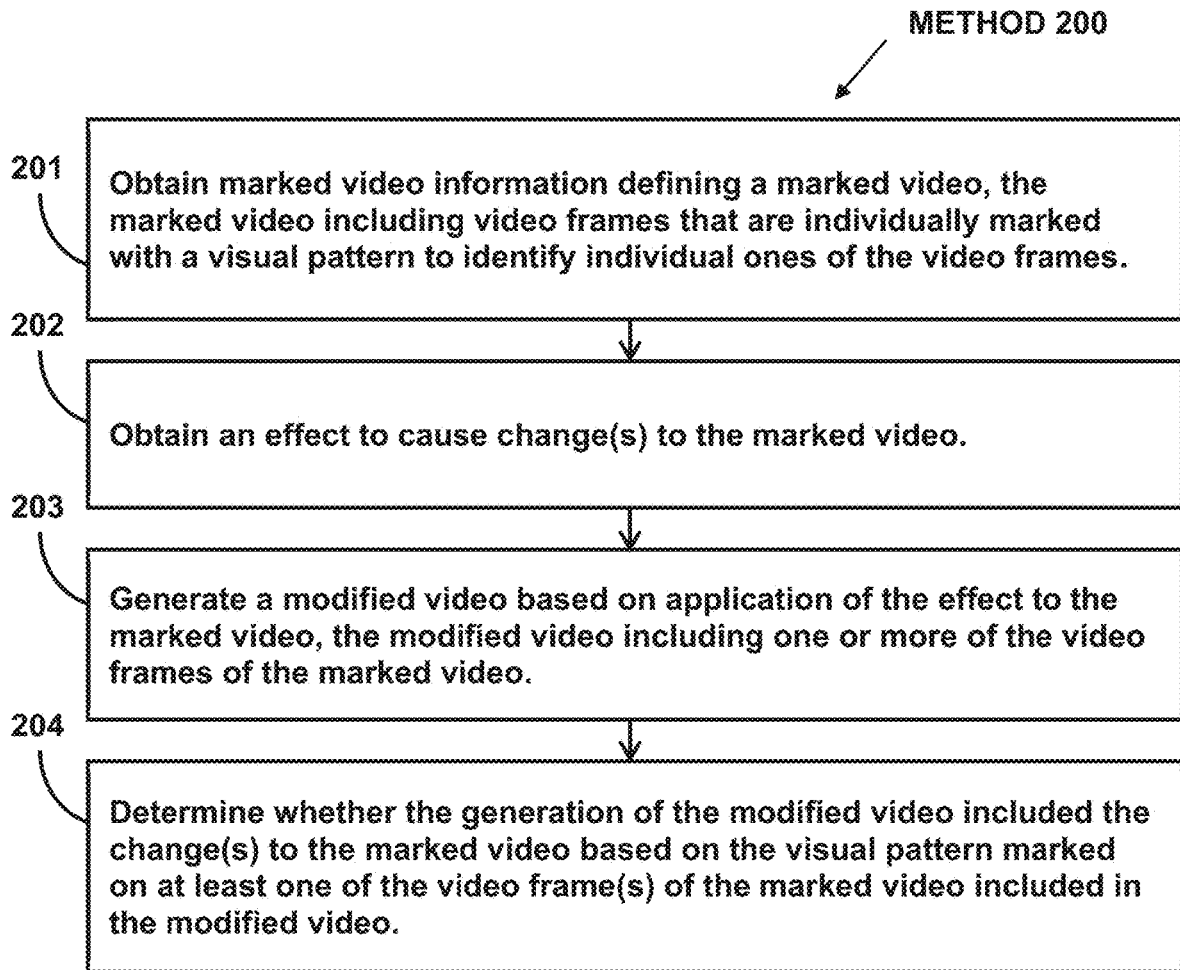 METHOD 200
201
Obtain marked video information defining a marked video, the
marked video including video frames that are individually marked
with a visual pattern to identify individual ones of the video frames.
202
Obtain an effect to cause change(s) to the marked video.
203
Generate a modified video based on application of the effect to the
marked video, the modified video including one or more of the video
frames of the marked video.
204
Determine whether the generation of the modified video included the
change(s) to the marked video based on the visual pattern marked
on at least one of the video frame(s) of the marked video included in
the modified video.